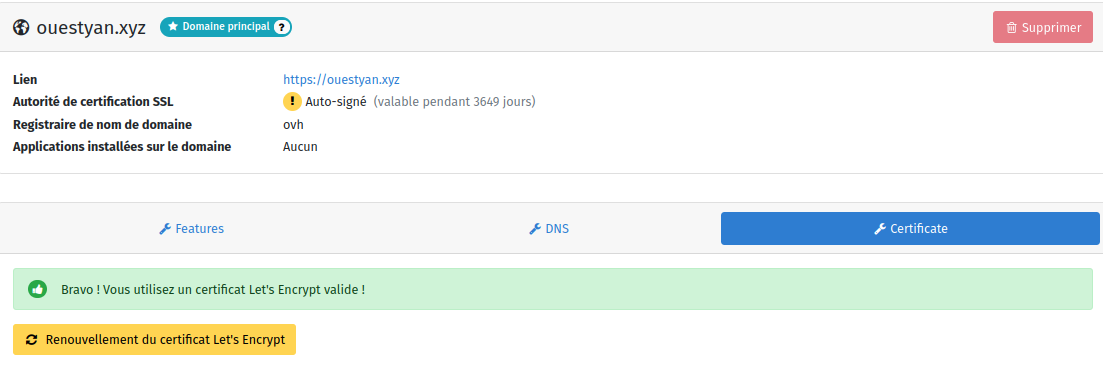 ouestyan.xyz Domaine principal ?
Supprimer
Lien https://ouestyan.xyz
Autorité de certification SSL ! Auto-signé (valable pendant 3649 jours)
Registraire de nom de domaine ovh
Applications installées sur le domaine Aucun
Features DNS Certificate
Bravo ! Vous utilisez un certificat Let's Encrypt valide !
Renouvellement du certificat Let's Encrypt